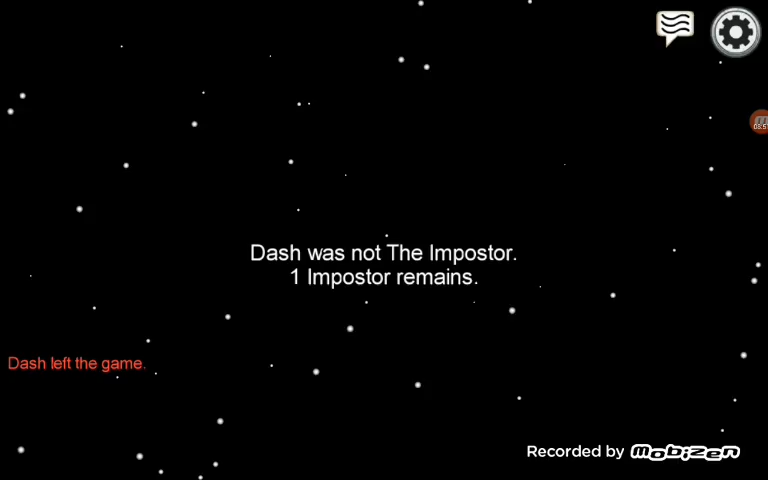 Dash was not The Impostor.
1 Impostor remains.
Dash left the game.
Recorded by mobizen